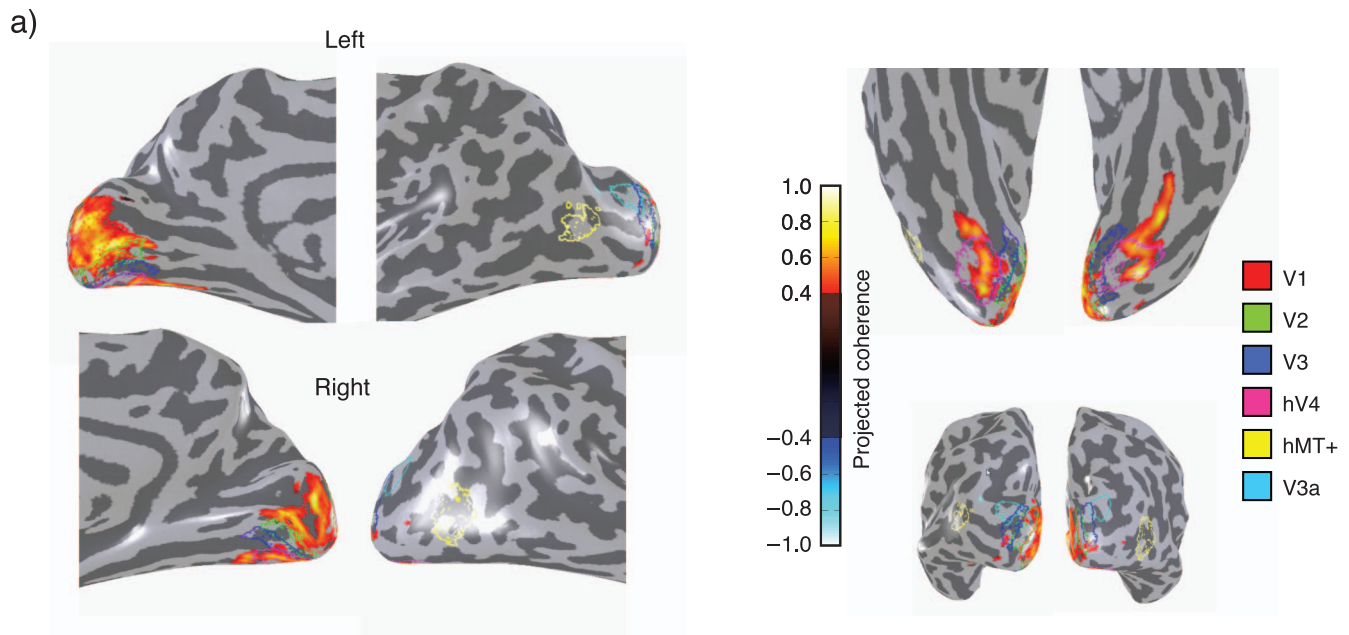 a)
Left
Right
1.0
0.8
0.6
0.4
−0.4
−0.6
−0.8
−1.0
Projected coherence
V1
V2
V3
hV4
hMT+
V3a